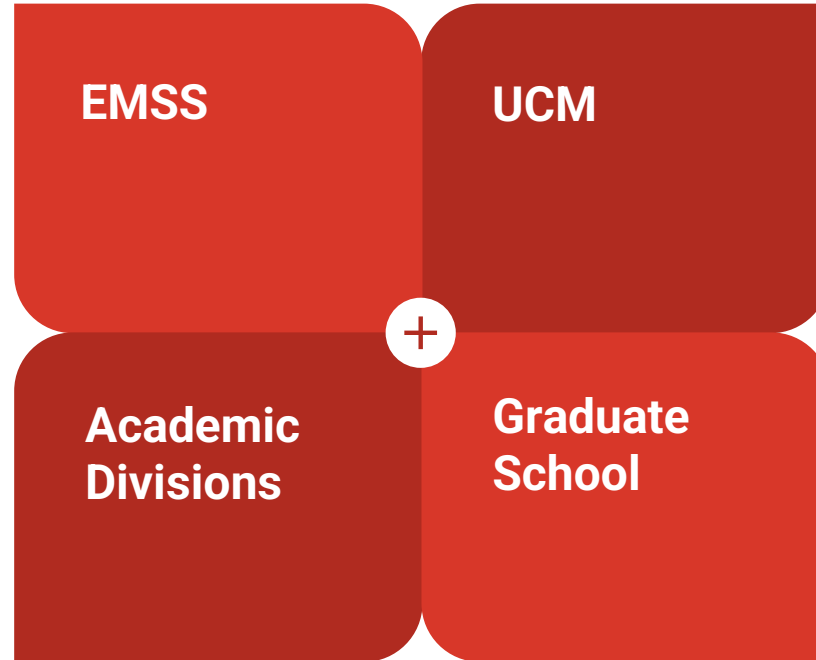 EMSS
UCM
+
Academic
Divisions
Graduate
School